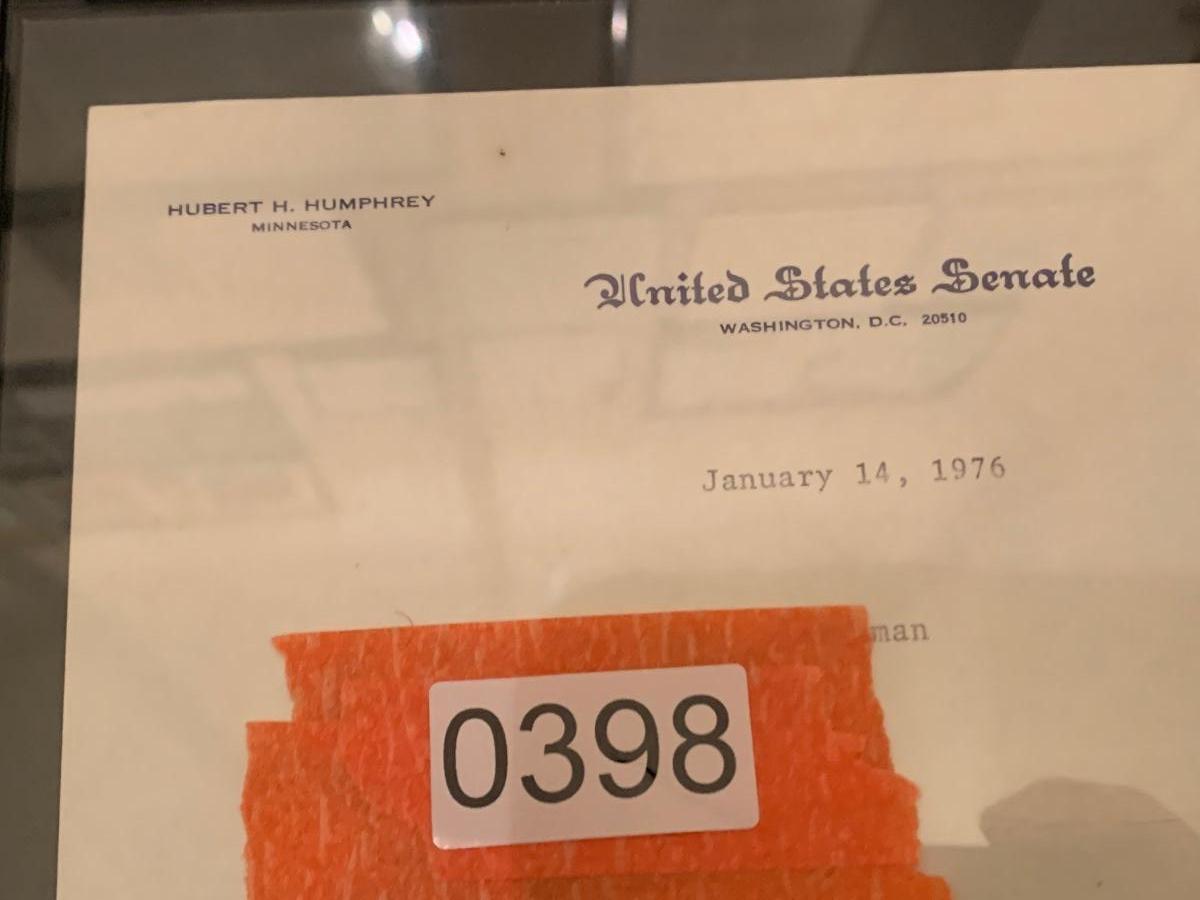 HUBERT H. HUMPHREY
MINNESOTA
United States Senate
WASHINGTON, D.C. 20510
January 14, 1976
man
0398